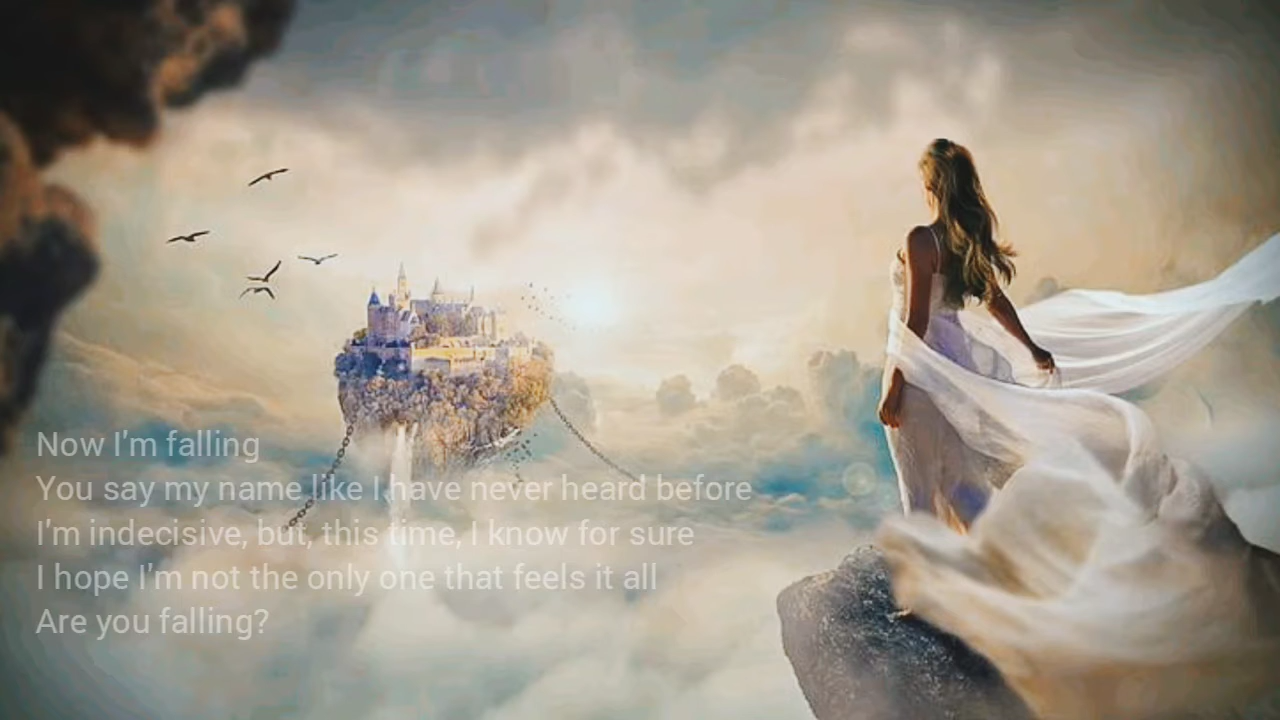 Now I'm falling
You say my name like I have never heard before
I'm indecisive, but, this time, I know for sure
I hope I'm not the only one that feels it all
Are you falling?